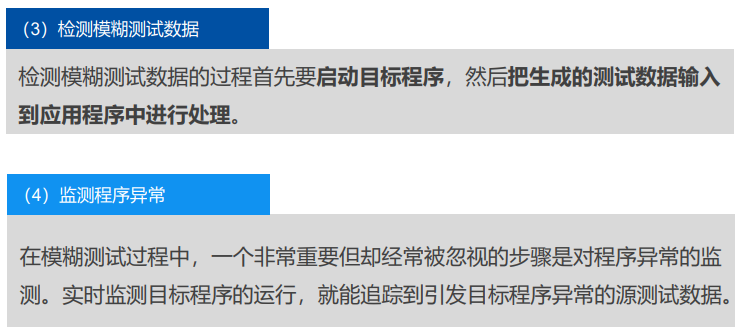 （3）检测模糊测试数据
检测模糊测试数据的过程首先要启动目标程序，然后把生成的测试数据输入
到应用程序中进行处理。
（4）监测程序异常
在模糊测试过程中，一个非常重要但却经常被忽视的步骤是对程序异常的监
测。实时监测目标程序的运行，就能追踪到引发目标程序异常的源测试数据。